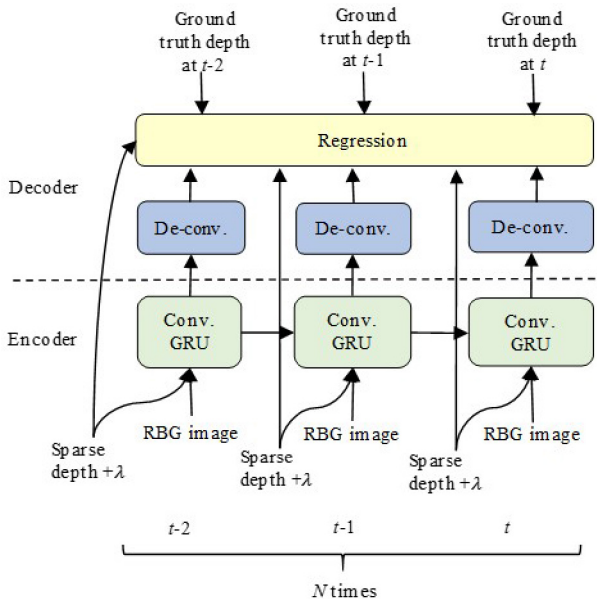 Ground
truth depth
at t-2
Ground
truth depth
at t-1
Ground
truth depth
at t
Regression
Decoder
De-conv.
De-conv.
De-conv.
Encoder
Conv.
GRU
Conv.
GRU
Conv.
GRU
RBG image
RBG image
RBG image
Sparse
depth +λ
Sparse
depth +λ
Sparse
depth +λ
t-2
t-1
t
N times